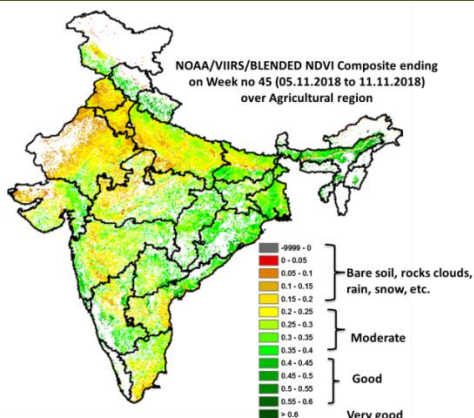 NOAA/VIIRS/BLENDED NDVI Composite ending
on Week no 45 (05.11.2018 to 11.11.2018)
over Agricultural region
-9999 - 0
0 - 0.05
0.05 - 0.1
0.1 - 0.15
0.15 - 0.2
0.2 - 0.25
0.25 - 0.3
0.3 - 0.35
0.35 - 0.4
0.4 - 0.45
0.45 - 0.5
0.5 - 0.55
0.55 - 0.6
> 0.6
Bare soil, rocks clouds,
rain, snow, etc.
Moderate
Good
Very good